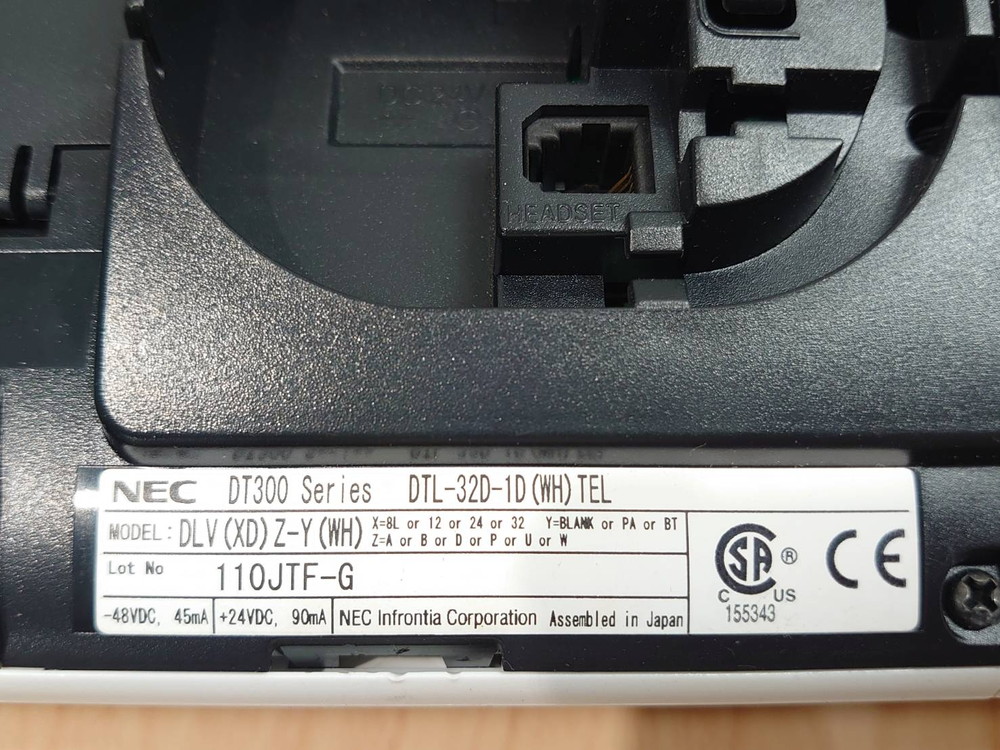 HEADSET
NEC DT300 Series DTL-32D-1D(WH)TEL
MODEL: DLV(XD)Z-Y(WH) X=8L or 12 or 24 or 32 Y=BLANK or PA or BT
Z=A or B or D or P or U or W
Lot No 110JTF-G
-48VDC, 45mA +24VDC, 90mA NEC Infrontia Corporation Assembled in Japan
SA ® C US
155343
CE